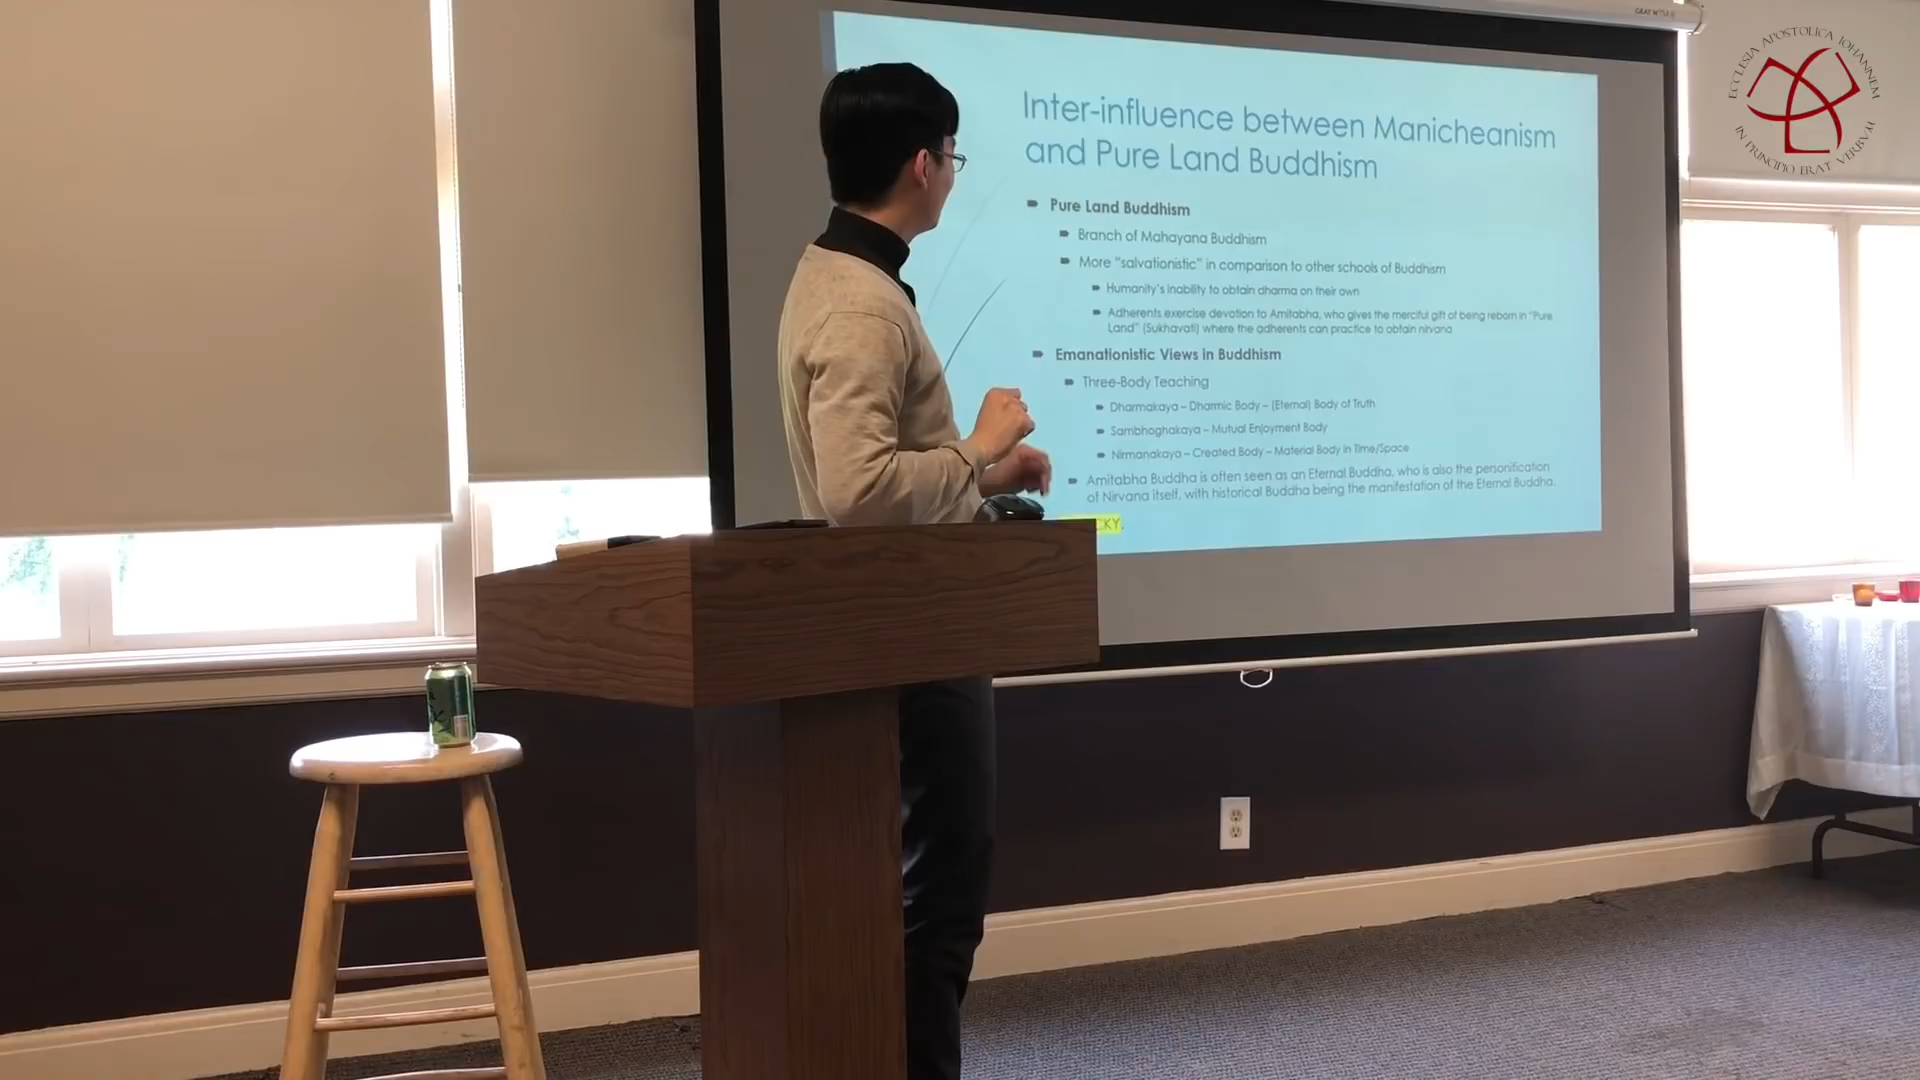 Inter-influence between Manicheanism
and Pure Land Buddhism
Pure Land Buddhism
Branch of Mahayana Buddhism
More “salvationistic” in comparison to other schools of Buddhism
Humanity's inability to obtain dharma on their own
Adherents exercise devotion to Amitabha, who gives the merciful gift of being reborn in “Pure
Land” (Sukhavati) where the adherents can practice to obtain nirvana
Emanationistic Views in Buddhism
Three-Body Teaching
Dharmakaya – Dharmic Body – (Eternal) Body of Truth
Sambhoghakaya – Mutual Enjoyment Body
Nirmanakaya – Created Body – Material Body in Time/Space
Amitabha Buddha is often seen as an Eternal Buddha, who is also the personification
of Nirvana itself, with historical Buddha being the manifestation of the Eternal Buddha.
CKY.
ECCLESIA APOSTOLICA IOHANNEM
IN PRINCIPIO ERAT VERBVM